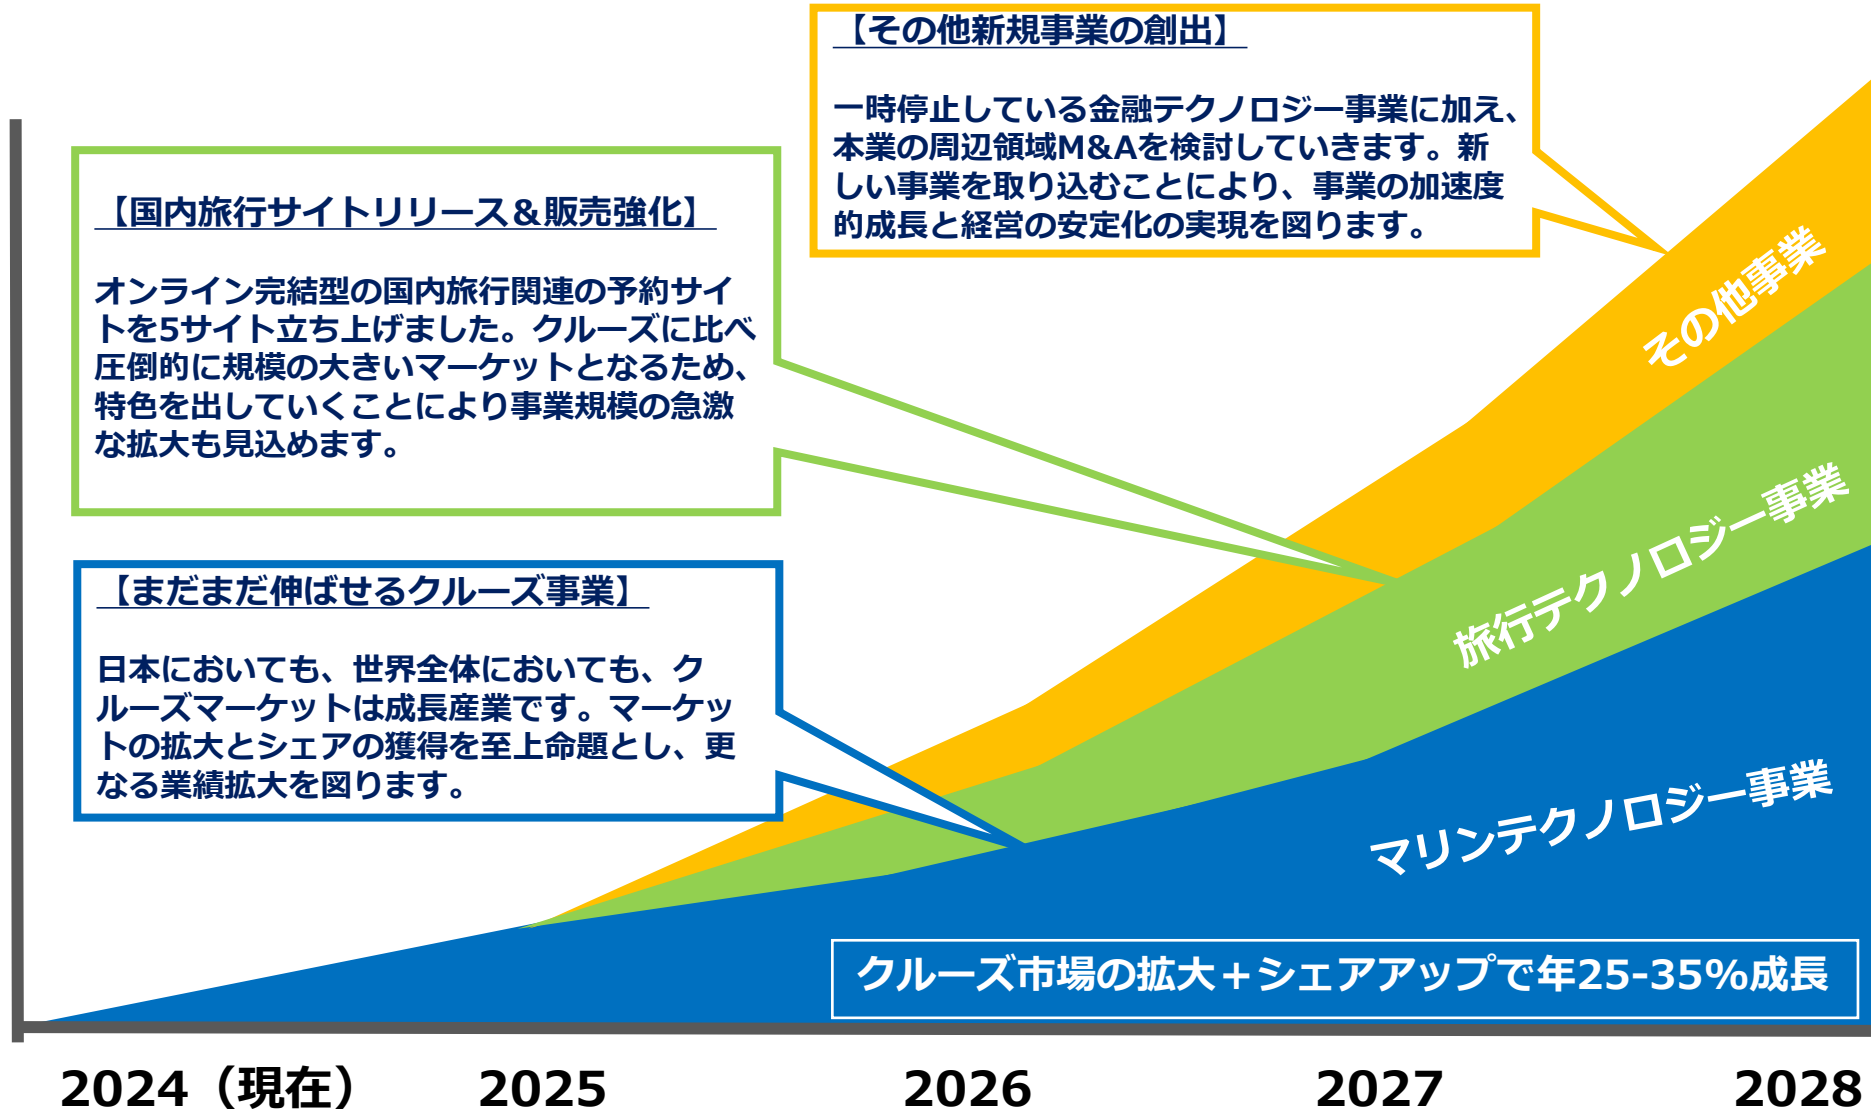 【その他新規事業の創出】
一時停止している金融テクノロジー事業に加え、
本業の周辺領域M&Aを検討していきます。新
しい事業を取り込むことにより、事業の加速度
的成長と経営の安定化の実現を図ります。
【国内旅行サイトリリース＆販売強化】
オンライン完結型の国内旅行関連の予約サイ
トを5サイト立ち上げました。クルーズに比べ
圧倒的に規模の大きいマーケットとなるため、
特色を出していくことにより事業規模の急激
な拡大も見込めます。
【まだまだ伸ばせるクルーズ事業】
日本においても、世界全体においても、ク
ルーズマーケットは成長産業です。マーケッ
トの拡大とシェアの獲得を至上命題とし、更
なる業績拡大を図ります。
その他事業
旅行テクノロジー事業
マリンテクノロジー事業
クルーズ市場の拡大＋シェアアップで年25-35%成長
2024（現在）
2025
2026
2027
2028